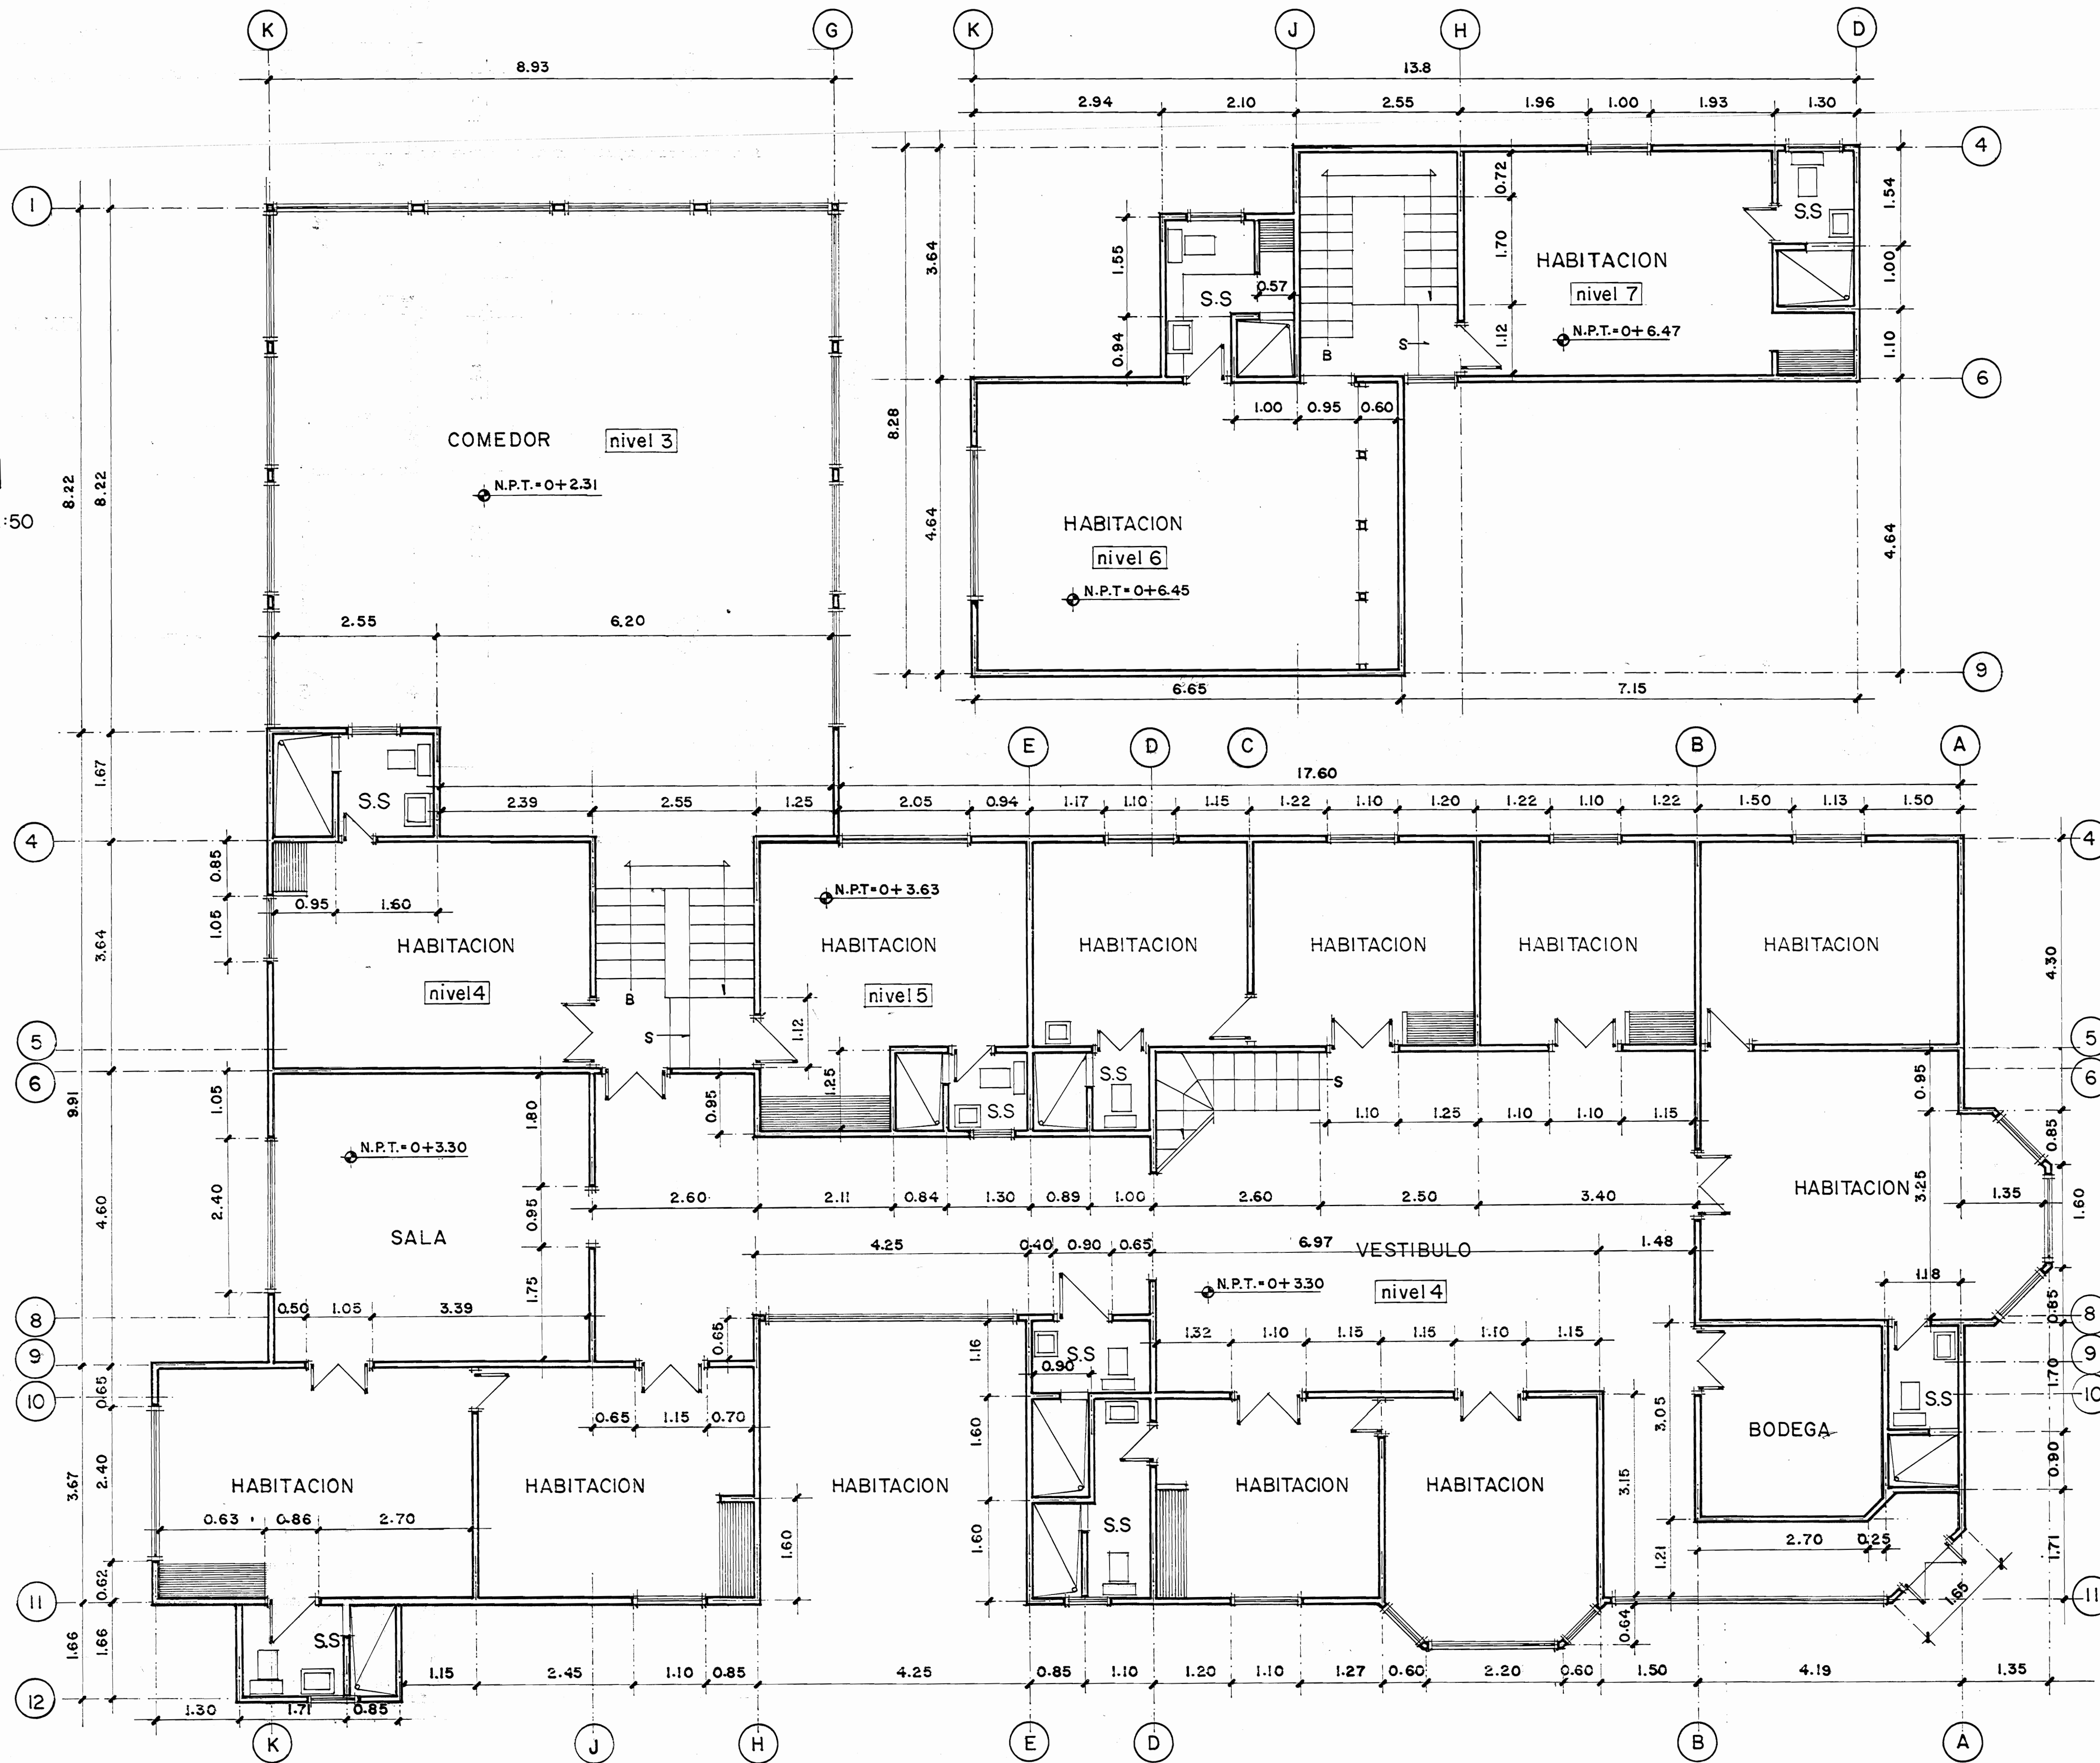 K G K J H D
8.93
13.8
2.94 2.10 2.55 1.96 1.00 1.93 1.30
1
4
0.72
1.54
S.S
1.55
3.64
1.70
HABITACION
nivel 7
1.00
S.S
0.57
N.P.T.=0+6.47
0.94
1.12
1.10
B
S
6
8.28
1.00 0.95 0.60
COMEDOR nivel 3
N.P.T.=0+2.31
8.22 8.22
:50
4.64
HABITACION
nivel 6
N.P.T=0+6.45
4.64
2.55 6.20
9
6.65 7.15
E D C B A
1.67
S.S
17.60
2.39 2.55 1.25 2.05 0.94 1.17 1.10 1.15 1.22 1.10 1.20 1.22 1.10 1.22 1.50 1.13 1.50
4
4
0.85
0.95 1.60
N.P.T=0+3.63
1.05
3.64
HABITACION HABITACION HABITACION HABITACION HABITACION HABITACION
4.30
nivel 4
nivel 5
B
S
1.12
5
5
6
6
9.91
1.05
1.80
0.95
1.25
S.S
S.S
S
0.95
1.10 1.25 1.10 1.10 1.15
0.85
N.P.T.=0+3.30
4.60
2.40
0.95
2.60 2.11 0.84 1.30 0.89 1.00 2.60 2.50 3.40
HABITACION
3.25
1.35
1.60
SALA
4.25 0.40 0.90 0.65 6.97 1.48
VESTIBULO
N.P.T.=0+3.30
nivel 4
1.75
1.18
0.85
0.50 1.05 3.39
8
8
0.65
1.16
S.S
0.90
1.32 1.10 1.15 1.15 1.10 1.15
9
9
0.65
1.70
10
10
0.65 1.15 0.70
3.05
S.S
BODEGA
3.67
2.40
1.60
3.15
0.90
HABITACION HABITACION HABITACION HABITACION HABITACION
0.63 0.86 2.70
S.S
1.60
1.60
2.70 0.25
0.62
1.21
1.71
11
11
1.65
0.64
S.S
1.66 1.66
1.15 2.45 1.10 0.85 4.25 0.85 1.10 1.20 1.10 1.27 0.60 2.20 0.60 1.50 4.19 1.35
12
1.30 1.71 0.85
K J H E D B A